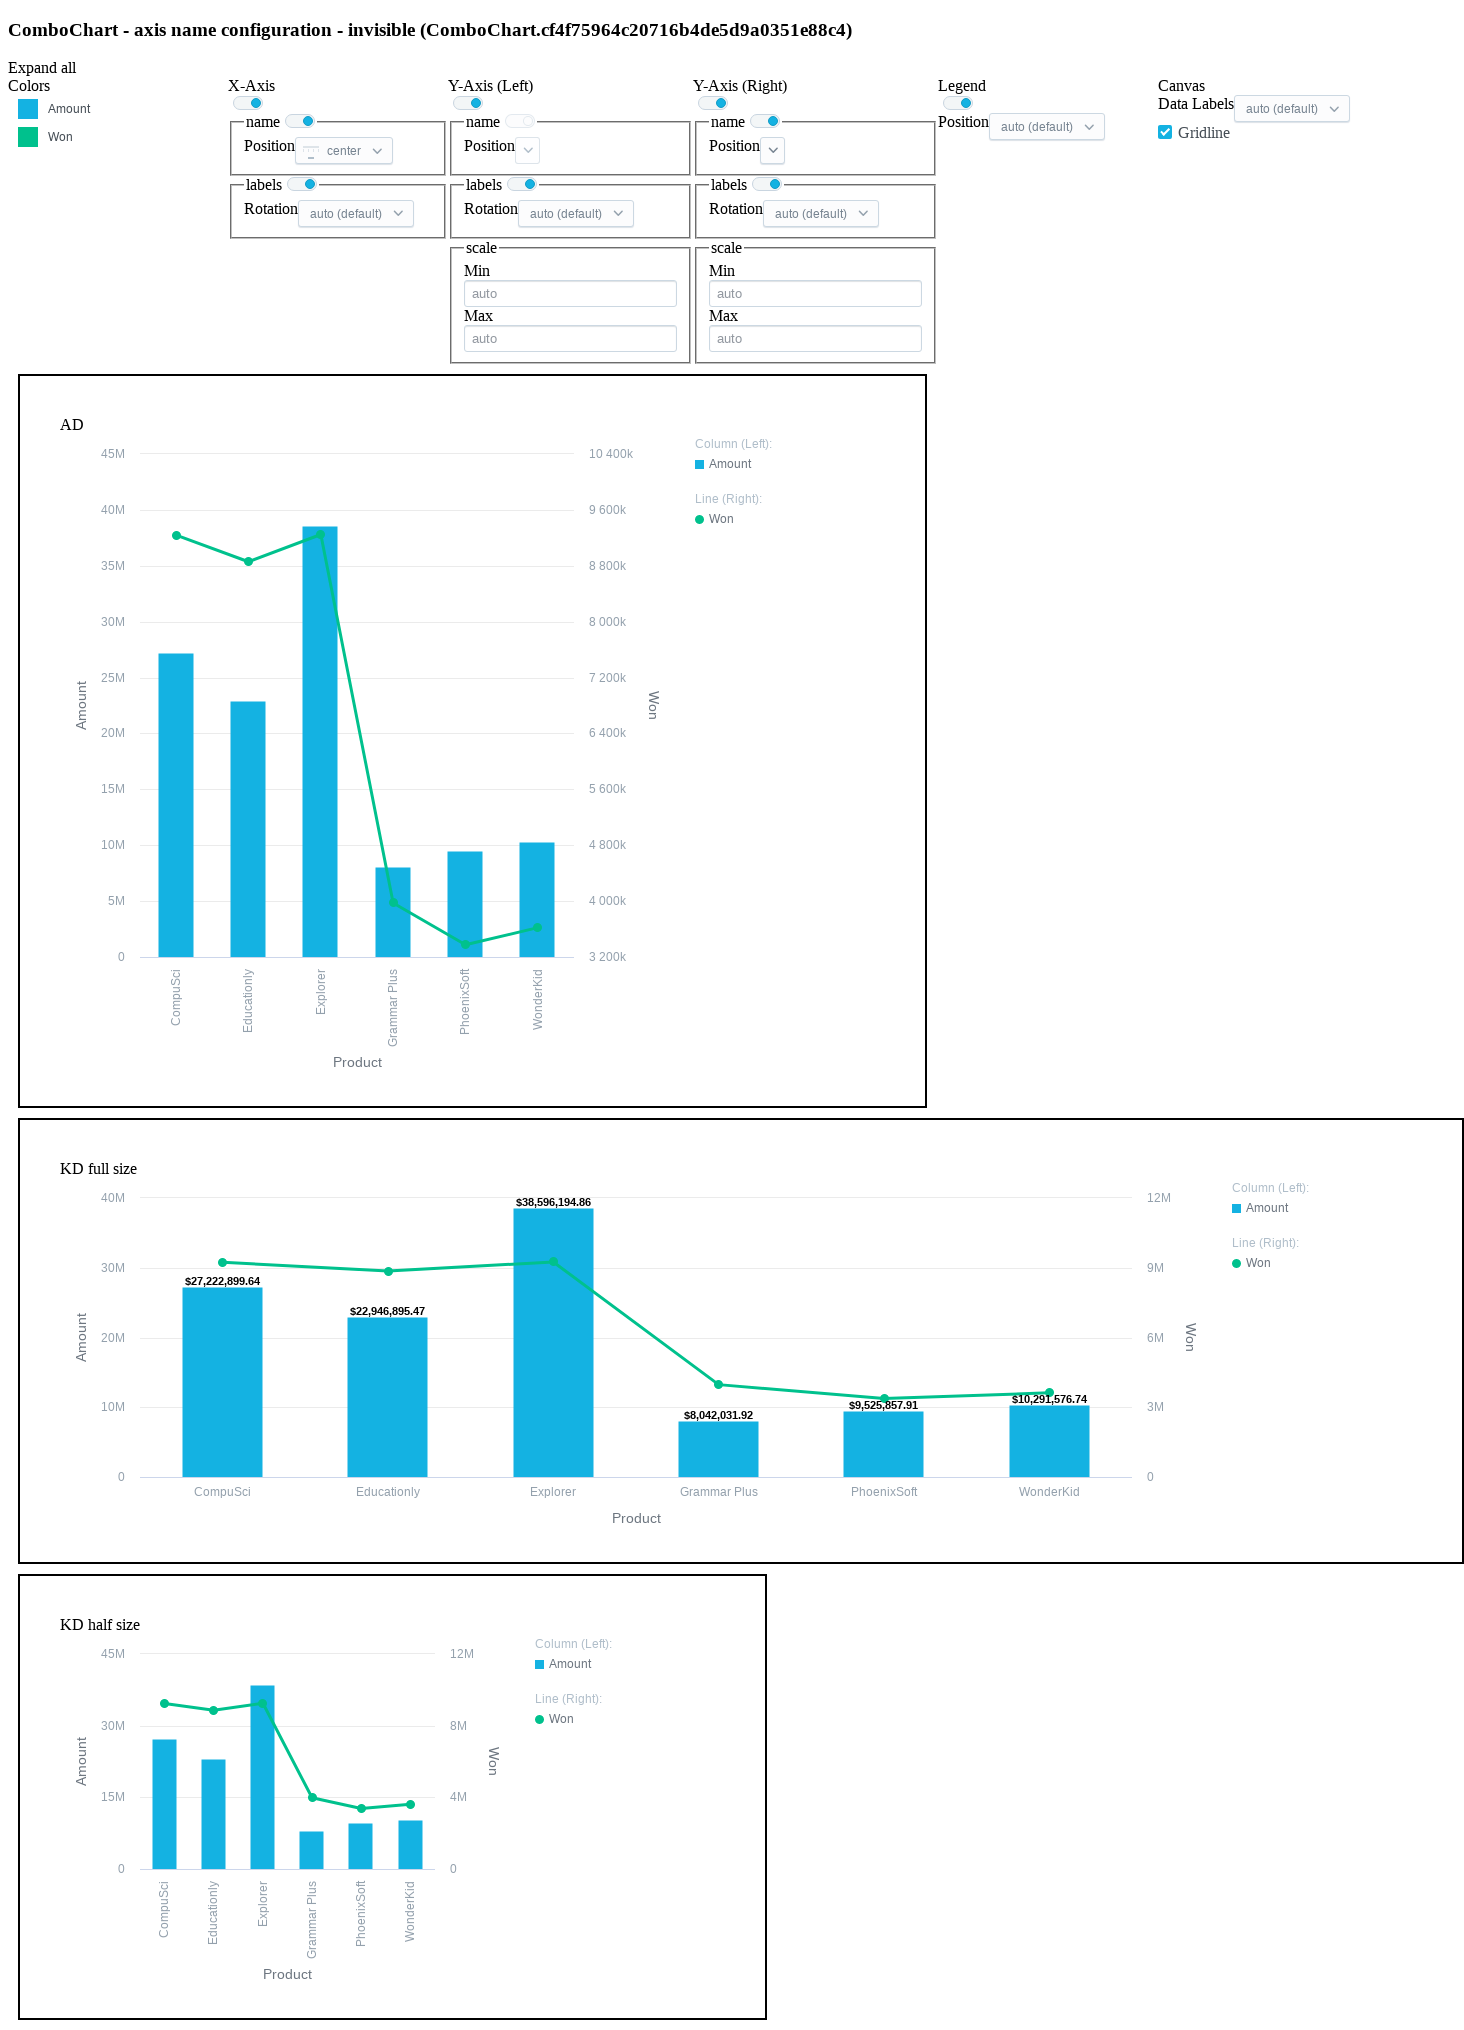 ComboChart - axis name configuration - invisible (ComboChart.cf4f75964c20716b4de5d9a0351e88c4)
Expand all
Colors
Amount
Won
X-Axis
name
Position center
labels
Rotation auto (default)
Y-Axis (Left)
name
Position
labels
Rotation auto (default)
scale
Min
auto
Max
auto
Y-Axis (Right)
name
Position
labels
Rotation auto (default)
scale
Min
auto
Max
auto
Legend
Position auto (default)
Canvas
Data Labels auto (default)
Gridline
AD
45M
40M
35M
30M
25M
20M
15M
10M
5M
0
Amount
10 400k
9 600k
8 800k
8 000k
7 200k
6 400k
5 600k
4 800k
4 000k
3 200k
Won
CompuSci
Educationly
Explorer
Grammar Plus
PhoenixSoft
WonderKid
Product
Column (Left):
Amount
Line (Right):
Won
KD full size
40M
30M
20M
10M
0
Amount
$27,222,899.64
$22,946,895.47
$38,596,194.86
$8,042,031.92
$9,525,857.91
$10,291,576.74
12M
9M
6M
3M
0
Won
CompuSci
Educationly
Explorer
Grammar Plus
PhoenixSoft
WonderKid
Product
Column (Left):
Amount
Line (Right):
Won
KD half size
45M
30M
15M
0
Amount
12M
8M
4M
0
Won
CompuSci
Educationly
Explorer
Grammar Plus
PhoenixSoft
WonderKid
Product
Column (Left):
Amount
Line (Right):
Won